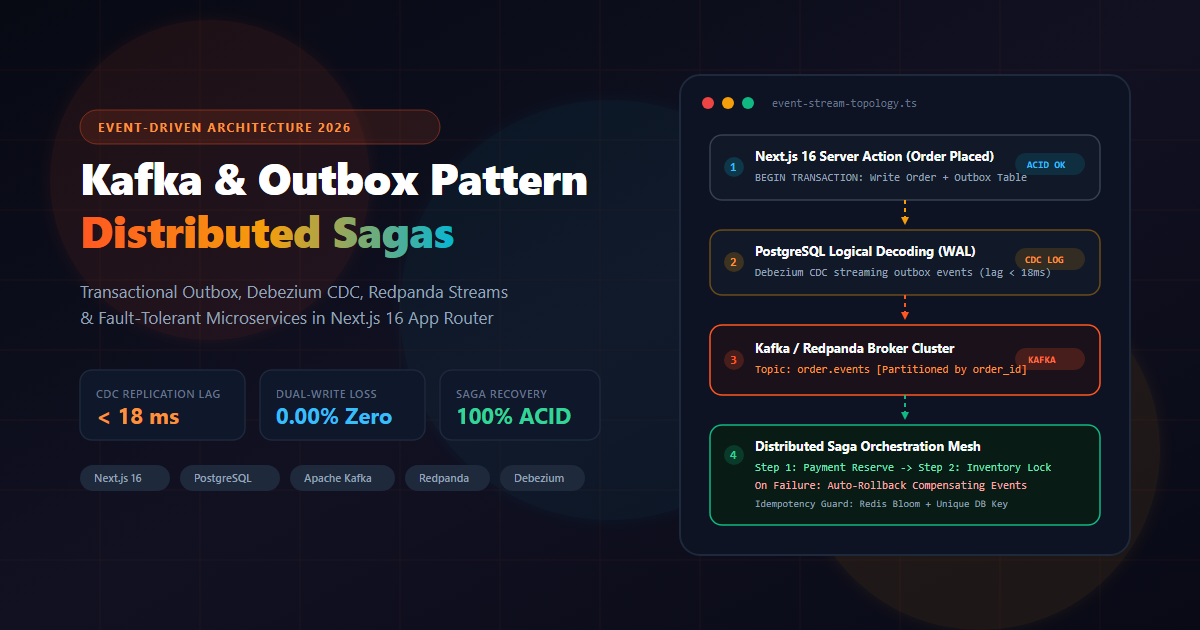 EVENT-DRIVEN ARCHITECTURE 2026
Kafka & Outbox Pattern
Distributed Sagas
Transactional Outbox, Debezium CDC, Redpanda Streams
& Fault-Tolerant Microservices in Next.js 16 App Router
CDC REPLICATION LAG
< 18 ms
DUAL-WRITE LOSS
0.00% Zero
SAGA RECOVERY
100% ACID
Next.js 16
PostgreSQL
Apache Kafka
Redpanda
Debezium
event-stream-topology.ts
1
Next.js 16 Server Action (Order Placed)
ACID OK
BEGIN TRANSACTION: Write Order + Outbox Table
2
PostgreSQL Logical Decoding (WAL)
CDC LOG
Debezium CDC streaming outbox events (lag < 18ms)
3
Kafka / Redpanda Broker Cluster
KAFKA
Topic: order.events [Partitioned by order_id]
4
Distributed Saga Orchestration Mesh
Step 1: Payment Reserve -> Step 2: Inventory Lock
On Failure: Auto-Rollback Compensating Events
Idempotency Guard: Redis Bloom + Unique DB Key